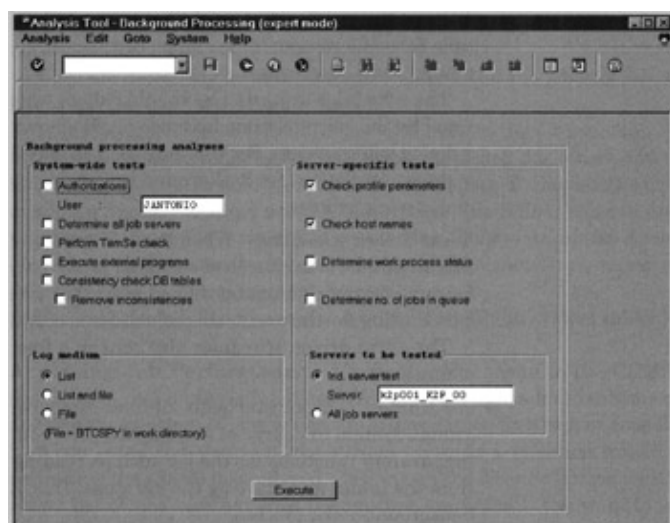 Analysis Tool - Background Processing (expert mode)
Analysis Edit Goto System Help
Background processing analyses
System-wide tests
Authorizations
User : JANTONIO
Determine all job servers
Perform TemSe check
Execute external programs
Consistency check DB tables
Remove inconsistencies
Server-specific tests
Check profile parameters
Check host names
Determine work process status
Determine no. of jobs in queue
Log medium
List
List and file
File
(File = BTCSPY in work directory)
Servers to be tested
Ind. server test
Server: k2p001_K2P_00
All job servers
Execute